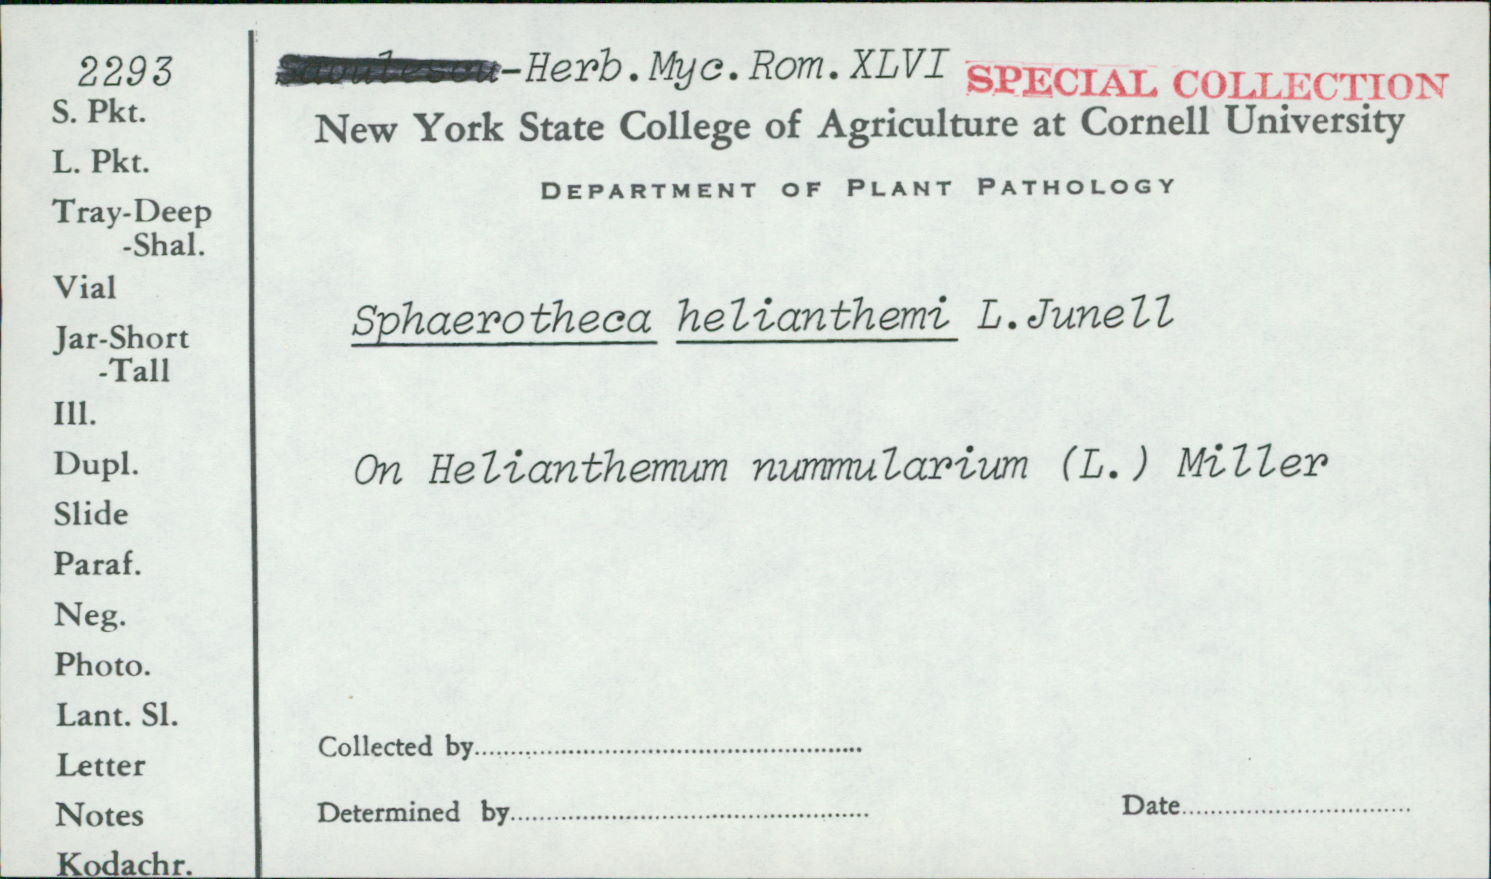 2293
S. Pkt.
L. Pkt.
Tray-Deep
-Shal.
Vial
Jar-Short
-Tall
Ill.
Dupl.
Slide
Paraf.
Neg.
Photo.
Lant. Sl.
Letter
Notes
Kodachr.
-Herb.Myc.Rom.XLVI
SPECIAL COLLECTION
New York State College of Agriculture at Cornell University
DEPARTMENT OF PLANT PATHOLOGY
Sphaerotheca helianthemi L.Junell
On Helianthemum nummularium (L.) Miller
Collected by
Determined by
Date